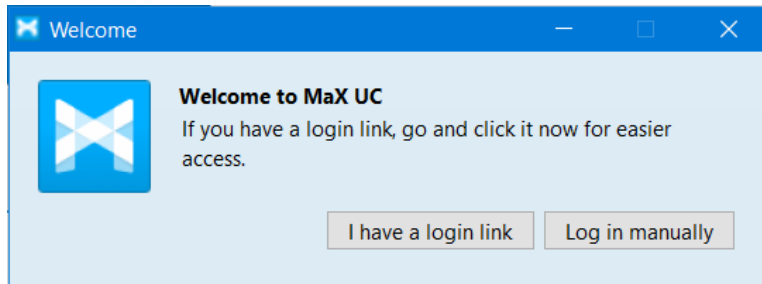 Welcome
Welcome to MaX UC
If you have a login link, go and click it now for easier
access.
I have a login link
Log in manually